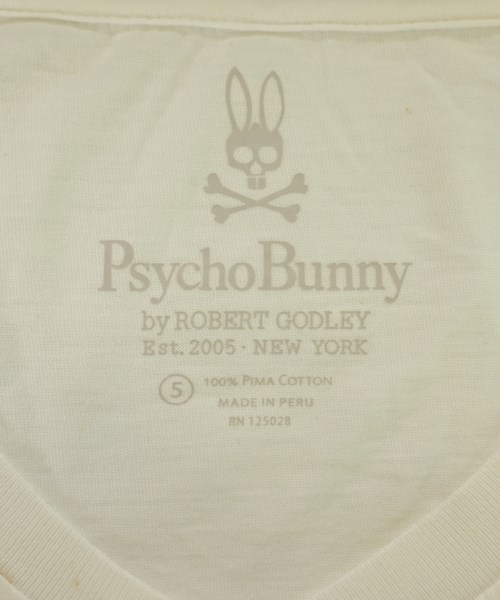 PsychoBunny
by ROBERT GODLEY
Est. 2005 · NEW YORK
5 100% PIMA COTTON
MADE IN PERU
RN 125028